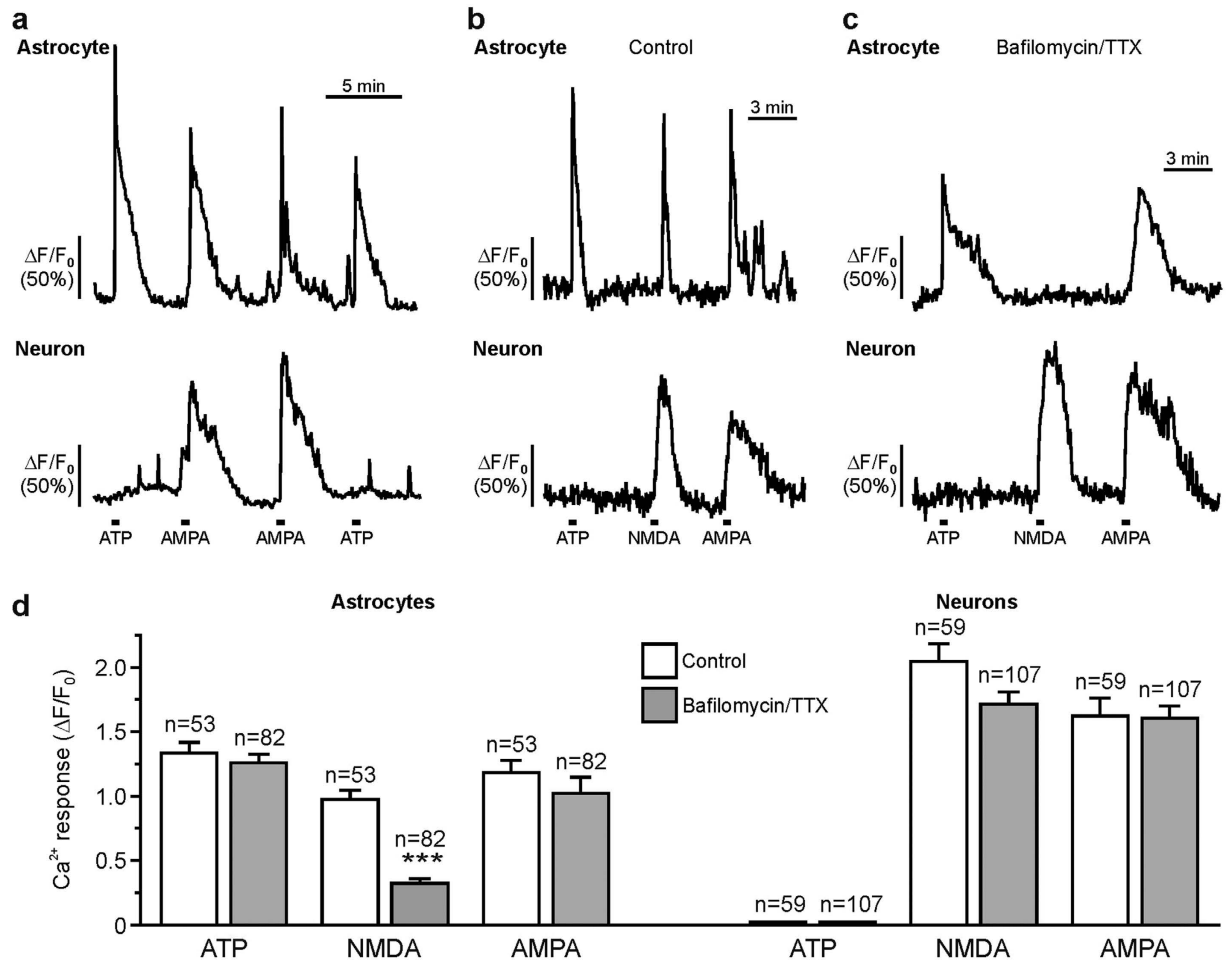 a
Astrocyte
5 min
ΔF/F0
(50%)
Neuron
ΔF/F0
(50%)
ATP AMPA AMPA ATP
b
Astrocyte Control
3 min
ΔF/F0
(50%)
Neuron
ΔF/F0
(50%)
ATP NMDA AMPA
c
Astrocyte Bafilomycin/TTX
3 min
ΔF/F0
(50%)
Neuron
ΔF/F0
(50%)
ATP NMDA AMPA
d
Astrocytes Neurons
Ca2+ response (ΔF/F0)
2.0
1.5
1.0
0.5
0
Control
Bafilomycin/TTX
n=53 n=82
n=53 n=82
***
n=53 n=82
n=59 n=107
n=59 n=107
n=59 n=107
ATP NMDA AMPA ATP NMDA AMPA